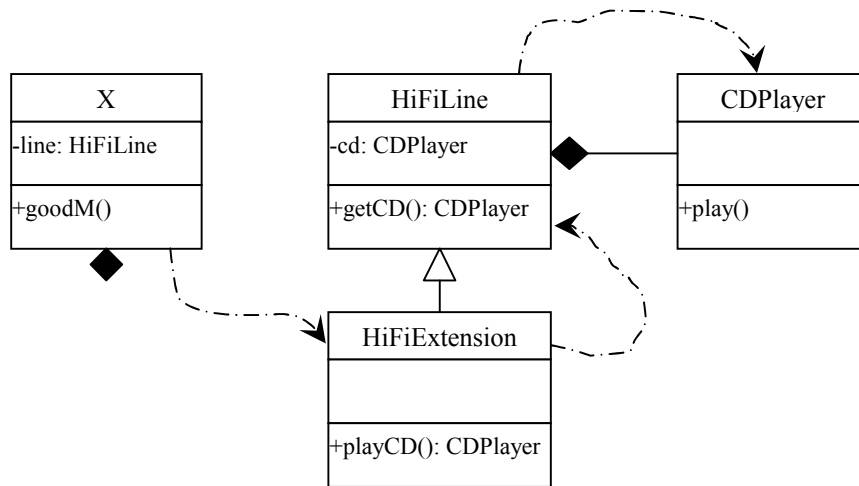 X
-line: HiFiLine
+goodM()
HiFiLine
-cd: CDPlayer
+getCD(): CDPlayer
CDPlayer
+play()
HiFiExtension
+playCD(): CDPlayer